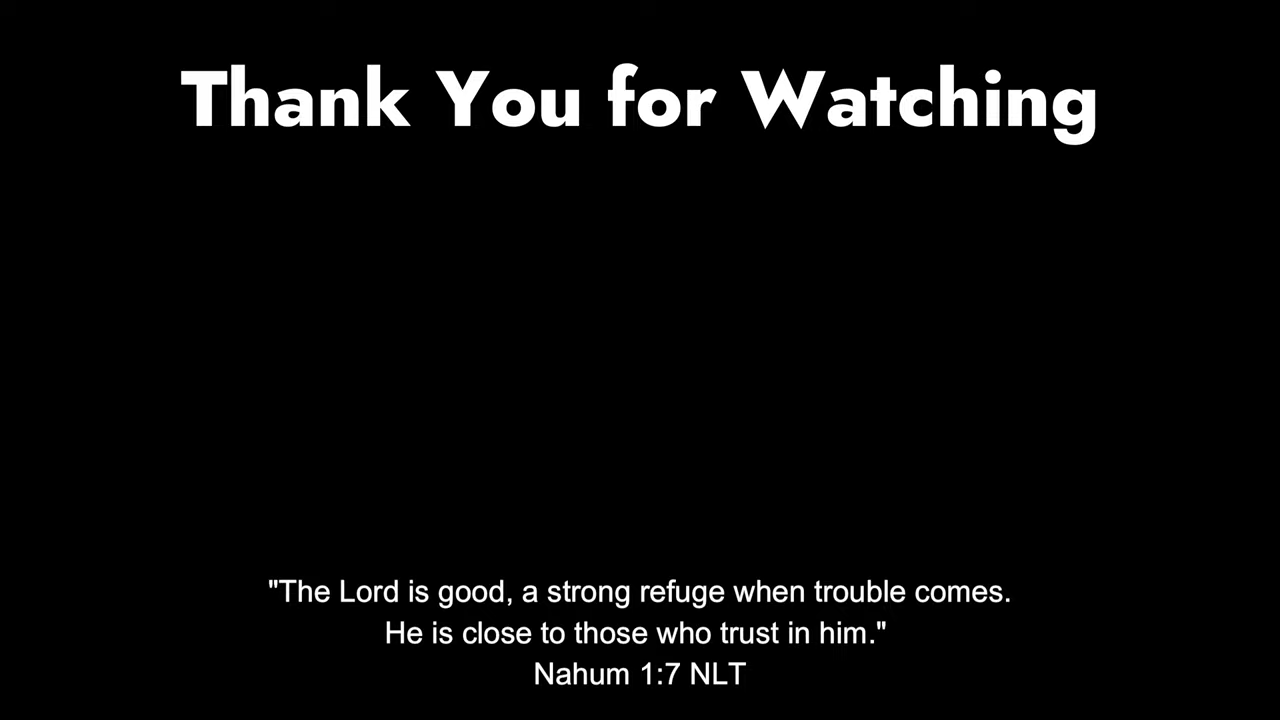 Thank You for Watching
"The Lord is good, a strong refuge when trouble comes.
He is close to those who trust in him."
Nahum 1:7 NLT